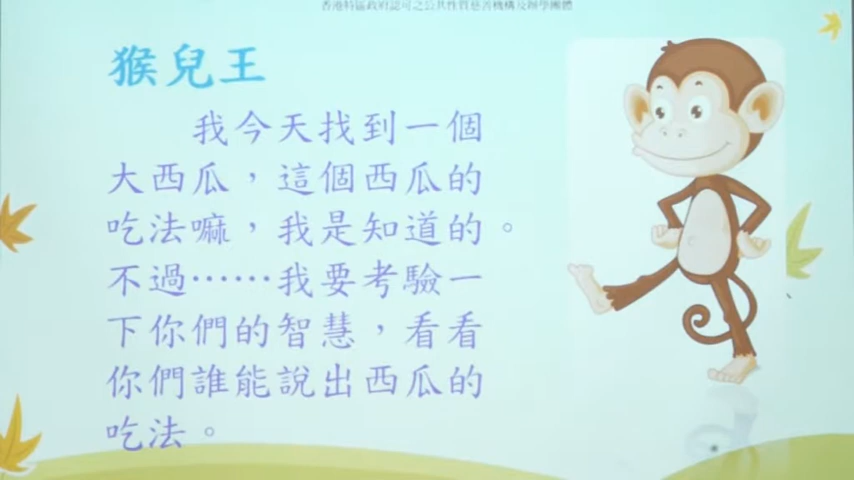 香港特區政府認可之公共性質慈善機構及辦學團體
猴兒王
我今天找到一個
大西瓜，這個西瓜的
吃法嘛，我是知道的。
不過……我要考驗一
下你們的智慧，看看
你們誰能說出西瓜的
吃法。